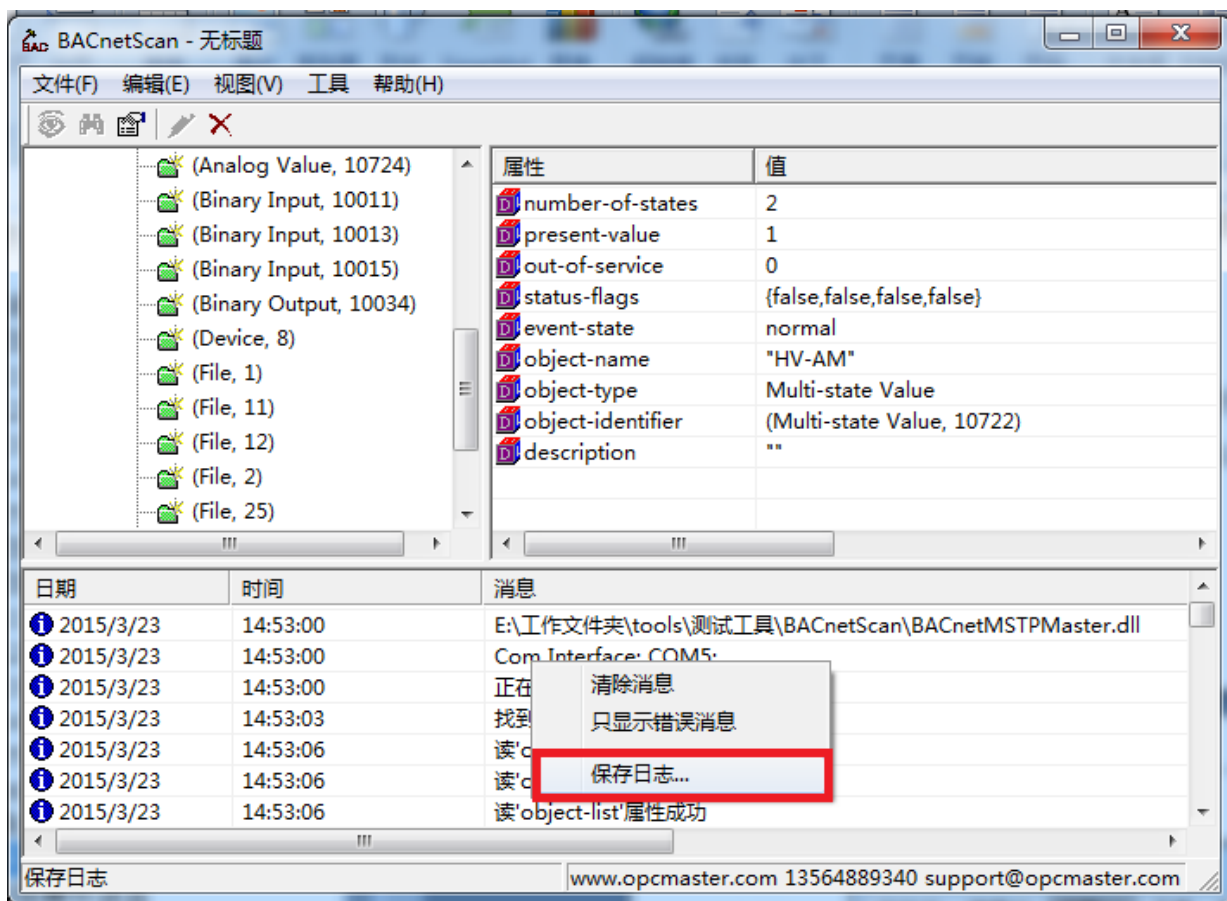 BACnetScan - 无标题
文件(F) 编辑(E) 视图(V) 工具 帮助(H)
(Analog Value, 10724)
(Binary Input, 10011)
(Binary Input, 10013)
(Binary Input, 10015)
(Binary Output, 10034)
(Device, 8)
(File, 1)
(File, 11)
(File, 12)
(File, 2)
(File, 25)
属性 值
number-of-states 2
present-value 1
out-of-service 0
status-flags {false,false,false,false}
event-state normal
object-name "HV-AM"
object-type Multi-state Value
object-identifier (Multi-state Value, 10722)
description ""
日期 时间 消息
2015/3/23 14:53:00 E:\工作文件夹\tools\测试工具\BACnetScan\BACnetMSTPMaster.dll
2015/3/23 14:53:00 Com Interface: COM5:
2015/3/23 14:53:00 正在
2015/3/23 14:53:03 找到
2015/3/23 14:53:06 读'o
2015/3/23 14:53:06 读'o
2015/3/23 14:53:06 读'object-list'属性成功
清除消息
只显示错误消息
保存日志...
保存日志 www.opcmaster.com 13564889340 support@opcmaster.com